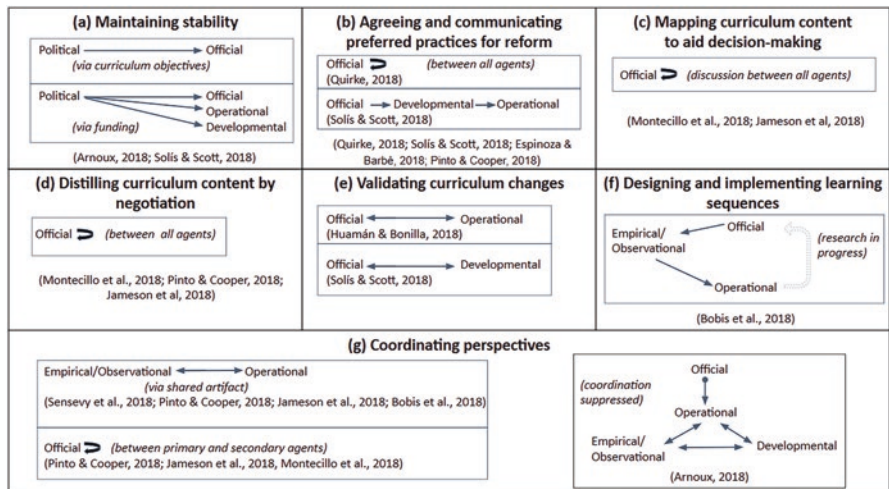 (a) Maintaining stability
Political Official
(via curriculum objectives)
Political Official
Operational
(via funding) Developmental
(Arnoux, 2018; Solís & Scott, 2018)
(b) Agreeing and communicating
preferred practices for reform
Official (between all agents)
(Quirke, 2018)
Official Developmental Operational
(Solís & Scott, 2018)
(Quirke, 2018; Solís & Scott, 2018; Espinoza &
Barbé, 2018; Pinto & Cooper, 2018)
(c) Mapping curriculum content
to aid decision-making
Official (discussion between all agents)
(Montecillo et al., 2018; Jameson et al, 2018)
(d) Distilling curriculum content by
negotiation
Official (between all agents)
(Montecillo et al., 2018; Pinto & Cooper, 2018;
Jameson et al, 2018)
(e) Validating curriculum changes
Official Operational
(Huamán & Bonilla, 2018)
Official Developmental
(Solís & Scott, 2018)
(f) Designing and implementing learning
sequences
Official
Empirical/
Observational
(research in
progress)
Operational
(Bobis et al., 2018)
(g) Coordinating perspectives
Empirical/Observational Operational
(via shared artifact)
(Sensevy et al., 2018; Pinto & Cooper, 2018; Jameson et al., 2018; Bobis et al., 2018)
Official (between primary and secondary agents)
(Pinto & Cooper, 2018; Jameson et al., 2018, Montecillo et al., 2018)
Official
(coordination
suppressed)
Operational
Empirical/
Observational
Developmental
(Arnoux, 2018)